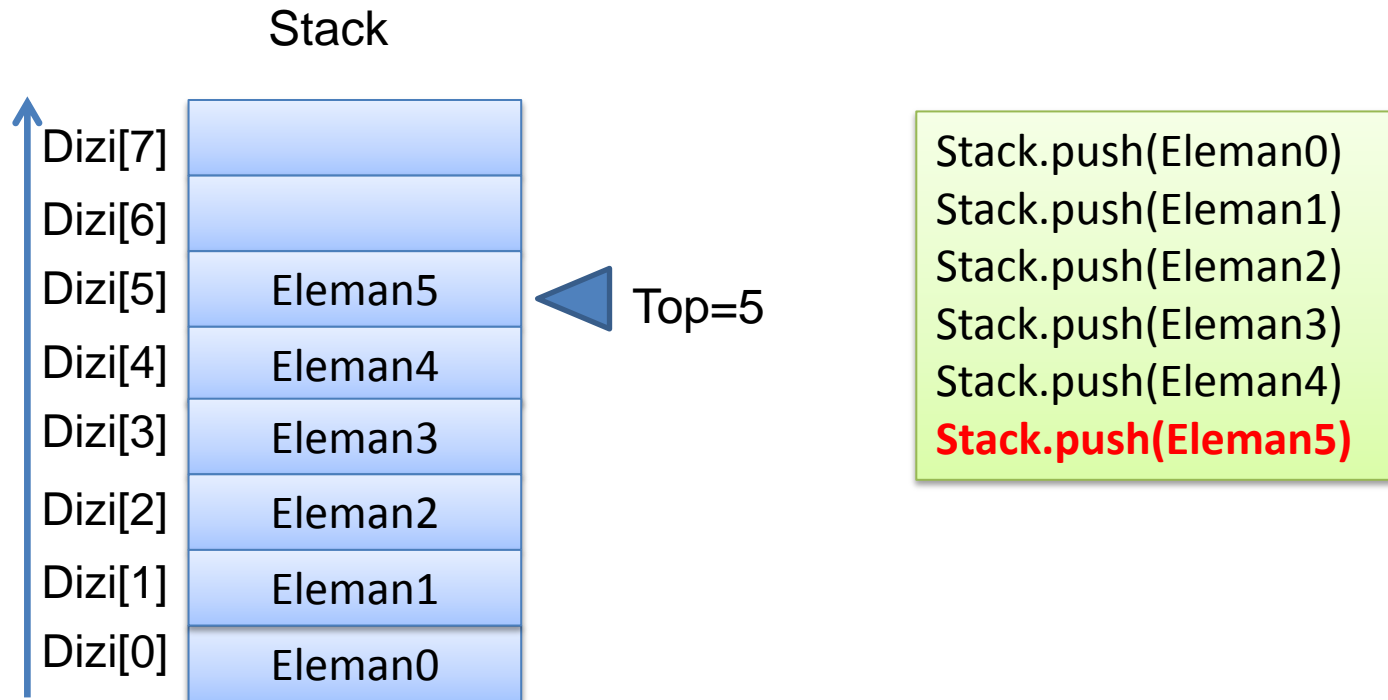 Stack
Dizi[7]
Dizi[6]
Dizi[5] Eleman5
Dizi[4] Eleman4
Dizi[3] Eleman3
Dizi[2] Eleman2
Dizi[1] Eleman1
Dizi[0] Eleman0
Top=5
Stack.push(Eleman0)
Stack.push(Eleman1)
Stack.push(Eleman2)
Stack.push(Eleman3)
Stack.push(Eleman4)
Stack.push(Eleman5)